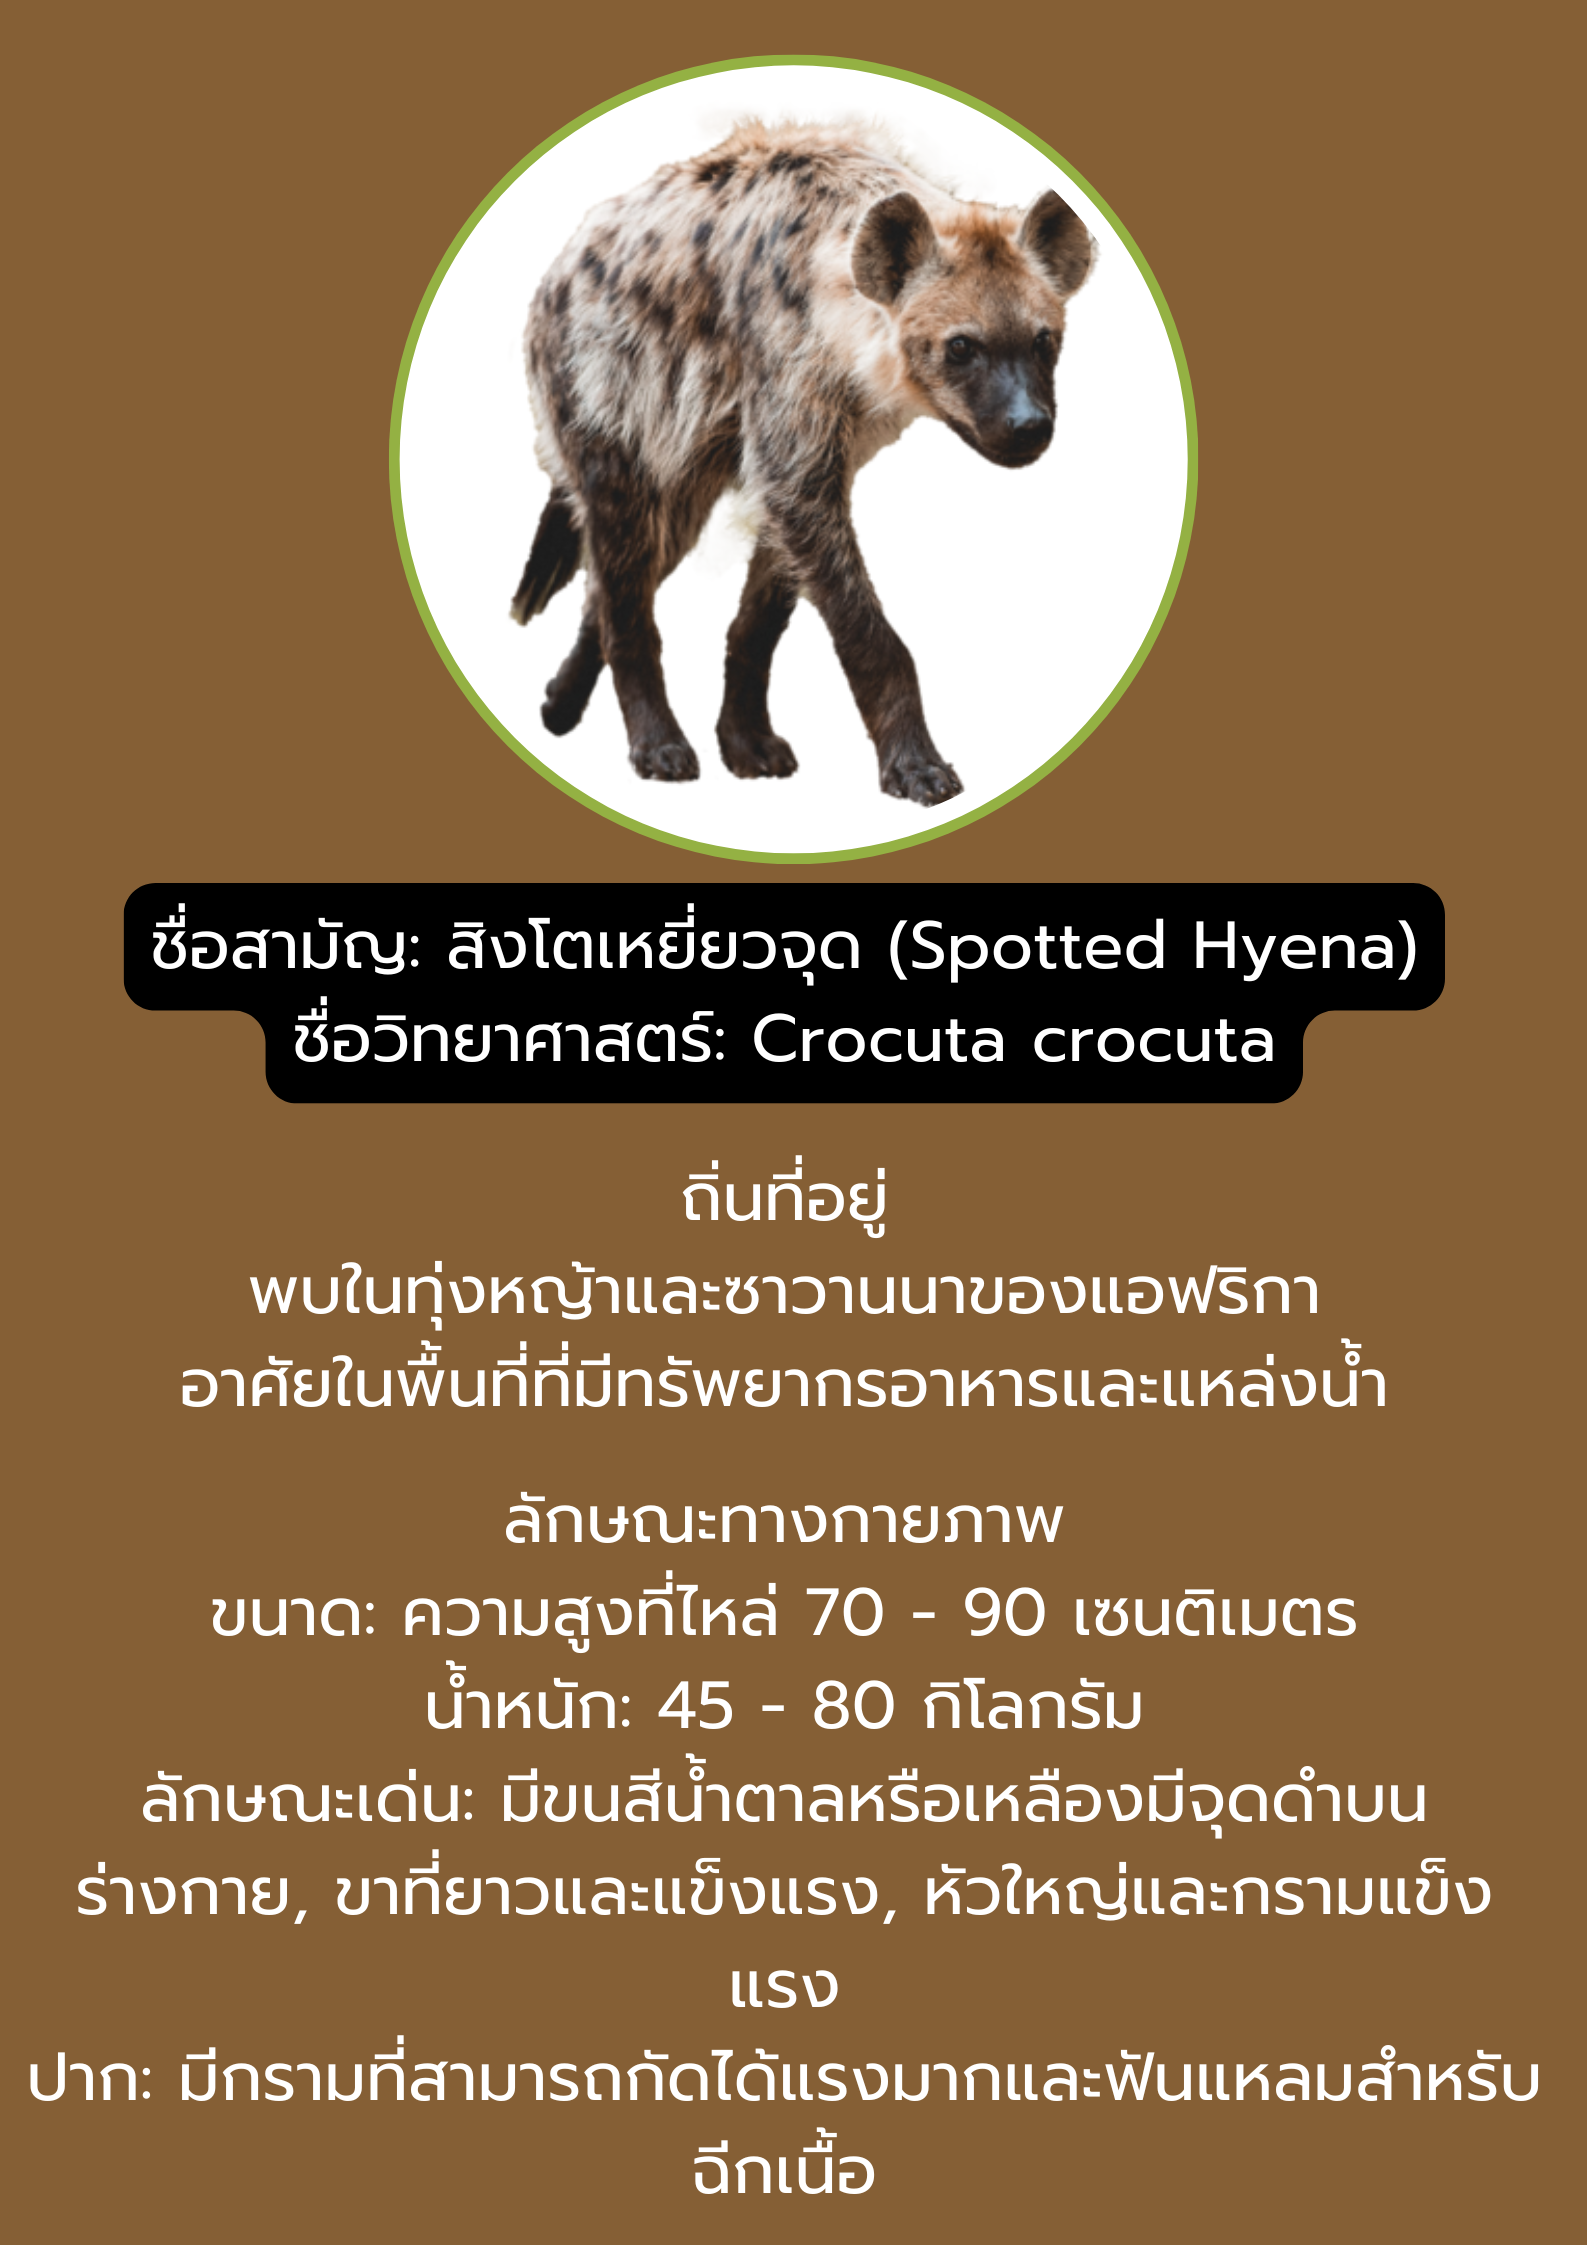 ชื่อสามัญ: สิงโตเหยี่ยวจุด (Spotted Hyena)
ชื่อวิทยาศาสตร์: Crocuta crocuta
ถิ่นที่อยู่
พบในทุ่งหญ้าและซาวานนาของแอฟริกา
อาศัยในพื้นที่ที่มีทรัพยากรอาหารและแหล่งน้ำ
ลักษณะทางกายภาพ
ขนาด: ความสูงที่ไหล่ 70 - 90 เซนติเมตร
น้ำหนัก: 45 - 80 กิโลกรัม
ลักษณะเด่น: มีขนสีน้ำตาลหรือเหลืองมีจุดดำบน
ร่างกาย, ขาที่ยาวและแข็งแรง, หัวใหญ่และกรามแข็ง
แรง
ปาก: มีกรามที่สามารถกัดได้แรงมากและฟันแหลมสำหรับ
ฉีกเนื้อ